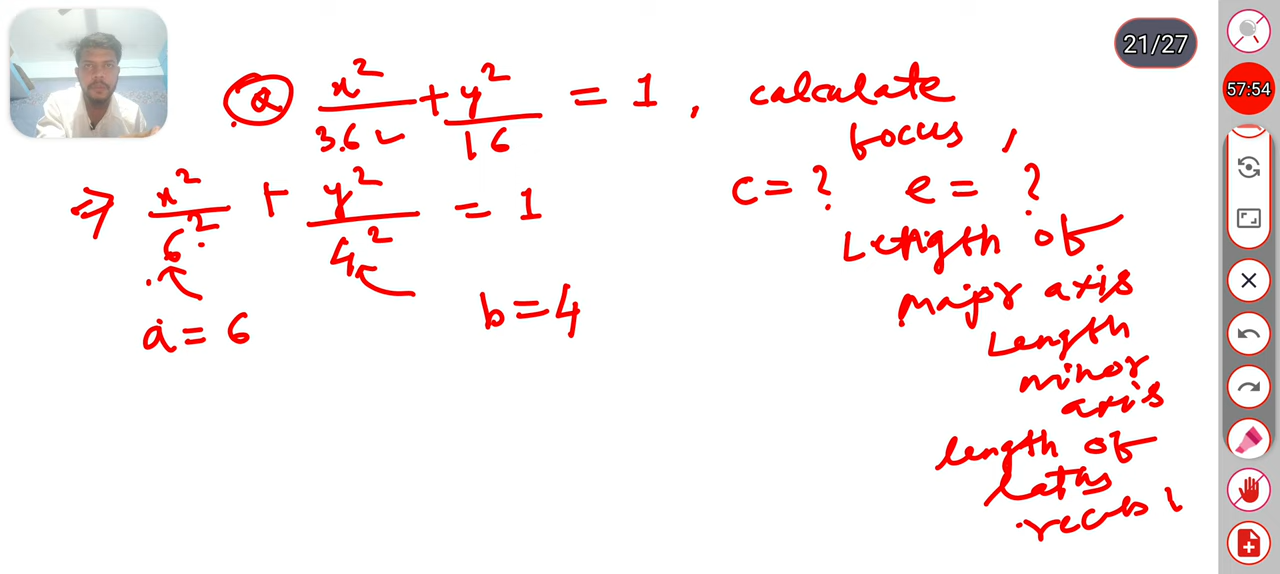 21/27
57:54
Q x²/36 + y²/16 = 1, calculate
focus,
c = ? e = ?
⇒ x²/6² + y²/4² = 1
Length of
major axis
a = 6 b = 4
Length
minor
axis
length of
latus